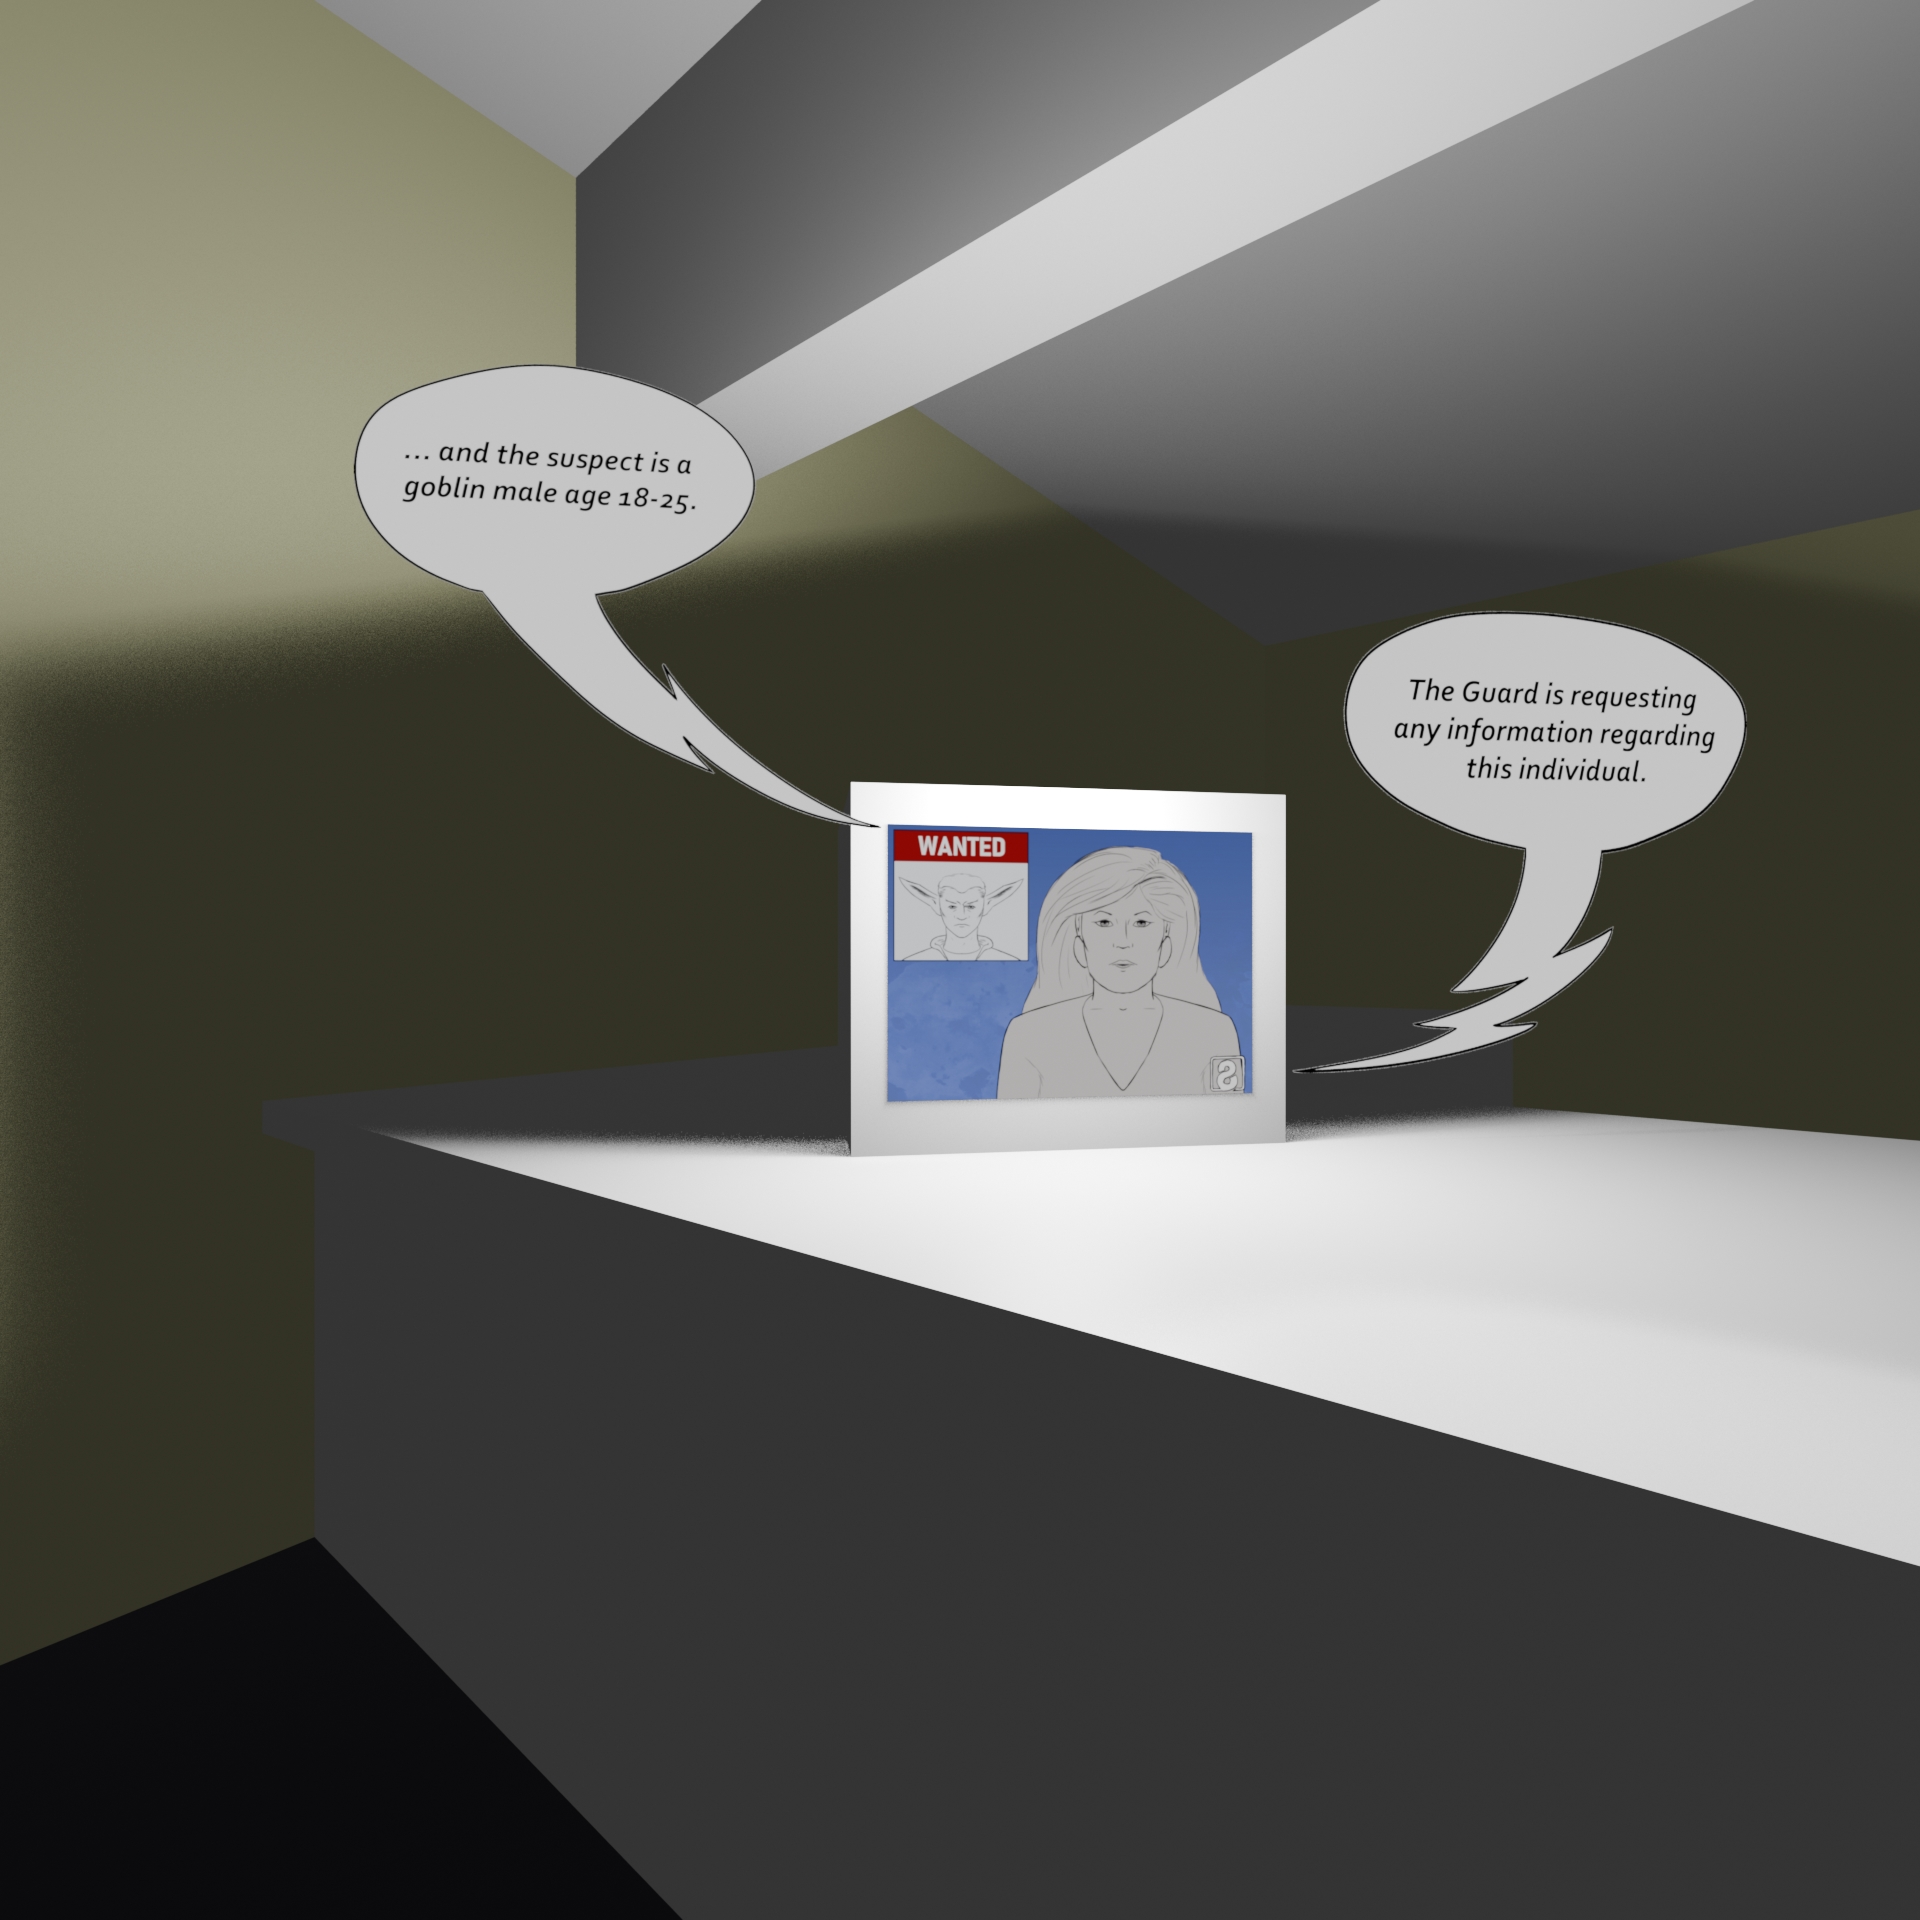 ... and the suspect is a
goblin male age 18-25.
The Guard is requesting
any information regarding
this individual.
WANTED